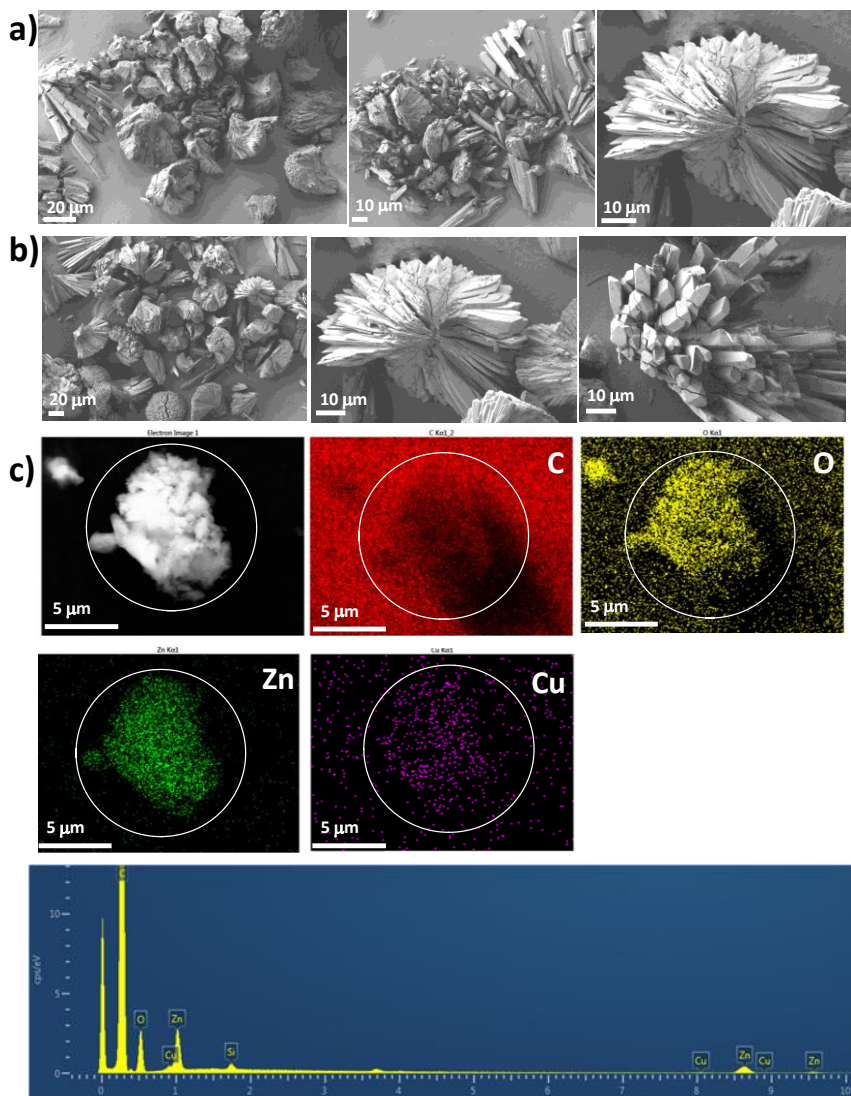 a)
20 µm
10 µm
10 µm
b)
20 µm
10 µm
10 µm
c)
Electron Image 1
C Kα1_2
O Kα1
C
O
5 µm
5 µm
5 µm
Zn Kα1
Cu Kα1
Zn
Cu
5 µm
5 µm
cps/eV
10
5
0
C
O
Cu
Zn
Si
Cu
Zn
Cu
Zn
0 1 2 3 4 5 6 7 8 9 10